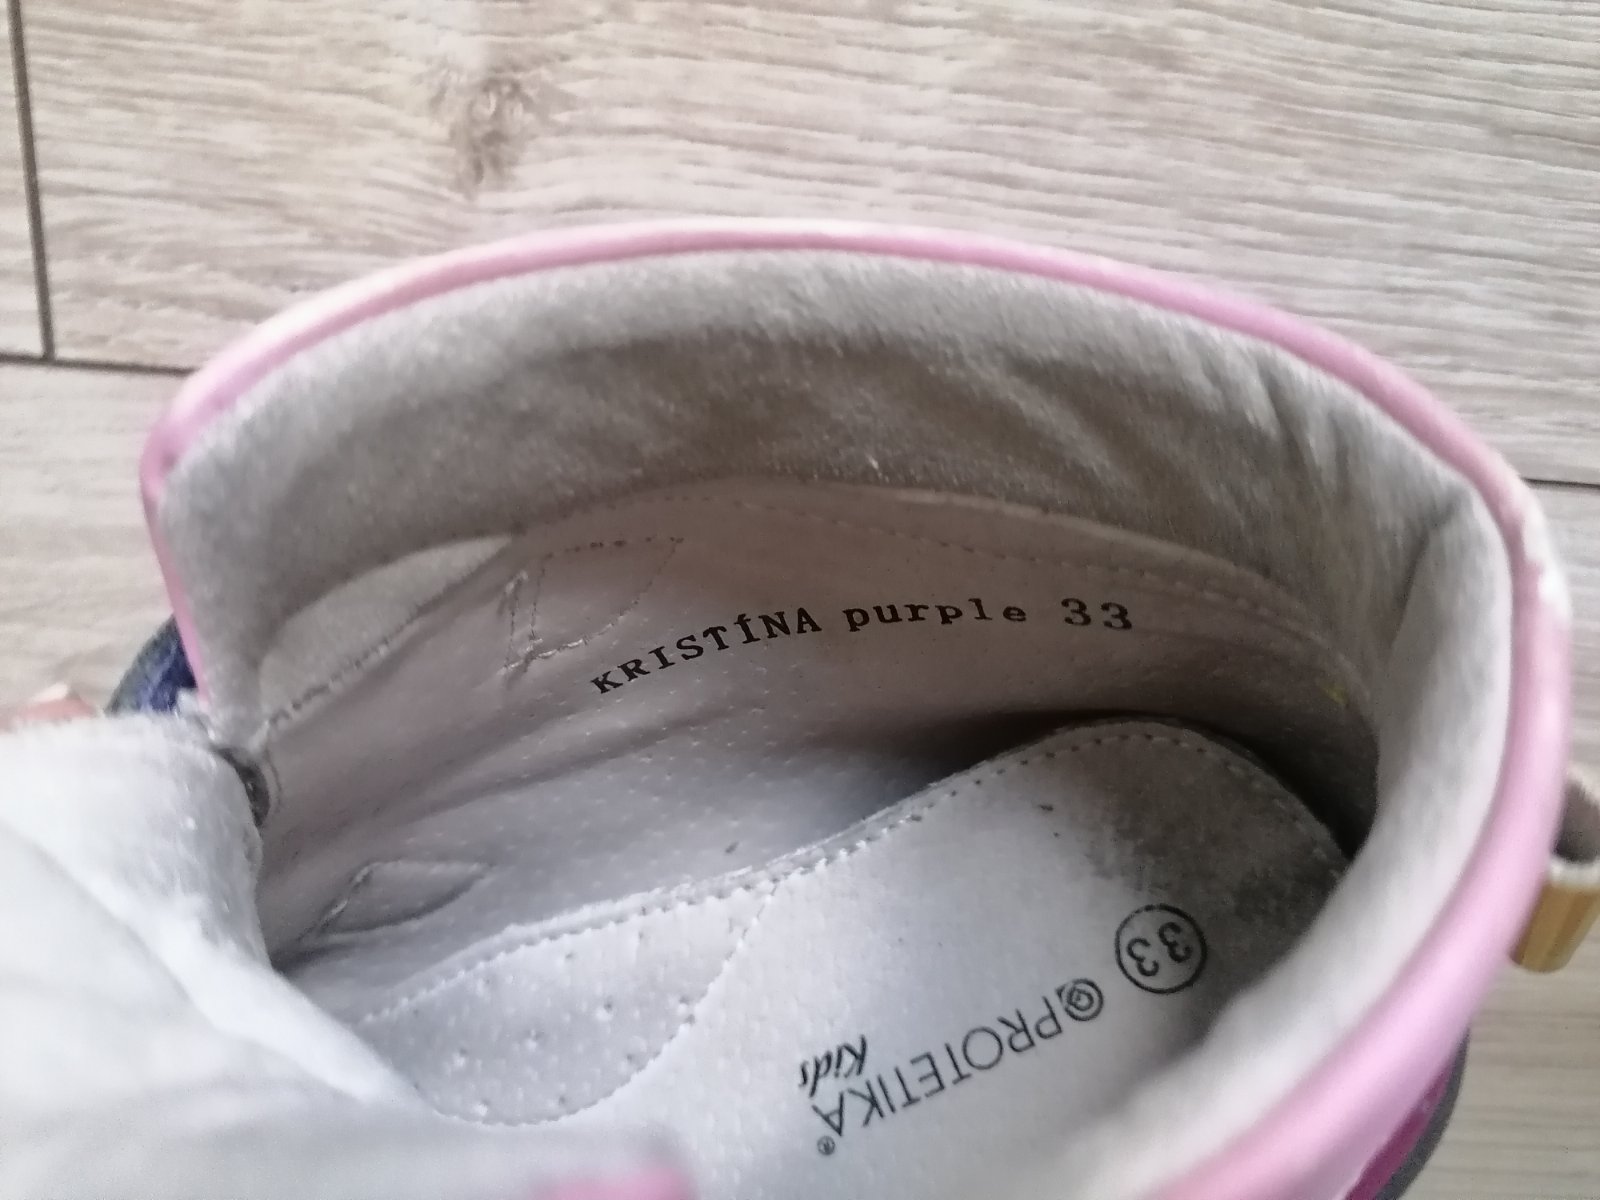 KRISTÍNA purple 33
33
PROTETIKA®
Kids